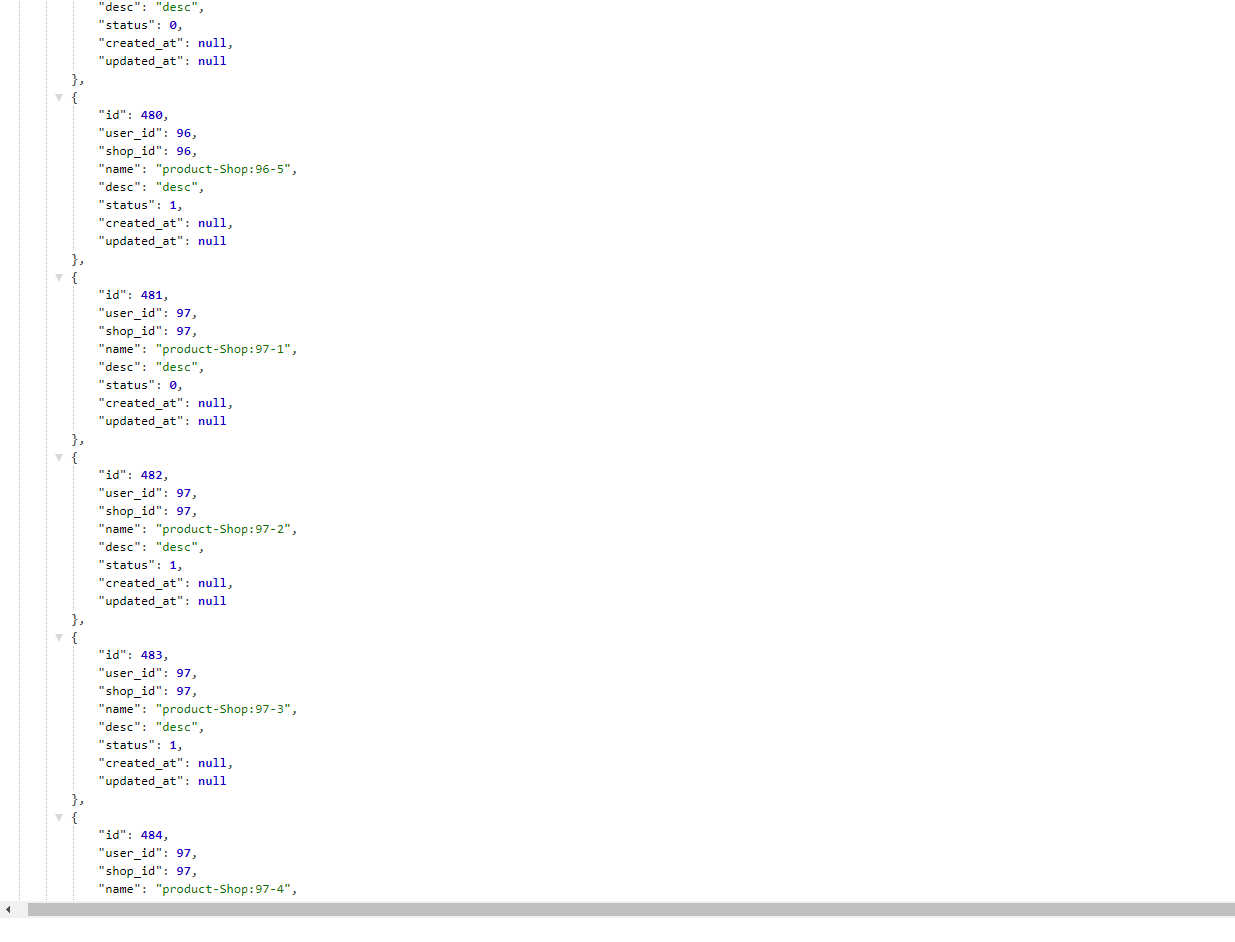 "desc": "desc",
"status": 0,
"created_at": null,
"updated_at": null
},
{
"id": 480,
"user_id": 96,
"shop_id": 96,
"name": "product-Shop:96-5",
"desc": "desc",
"status": 1,
"created_at": null,
"updated_at": null
},
{
"id": 481,
"user_id": 97,
"shop_id": 97,
"name": "product-Shop:97-1",
"desc": "desc",
"status": 0,
"created_at": null,
"updated_at": null
},
{
"id": 482,
"user_id": 97,
"shop_id": 97,
"name": "product-Shop:97-2",
"desc": "desc",
"status": 1,
"created_at": null,
"updated_at": null
},
{
"id": 483,
"user_id": 97,
"shop_id": 97,
"name": "product-Shop:97-3",
"desc": "desc",
"status": 1,
"created_at": null,
"updated_at": null
},
{
"id": 484,
"user_id": 97,
"shop_id": 97,
"name": "product-Shop:97-4",